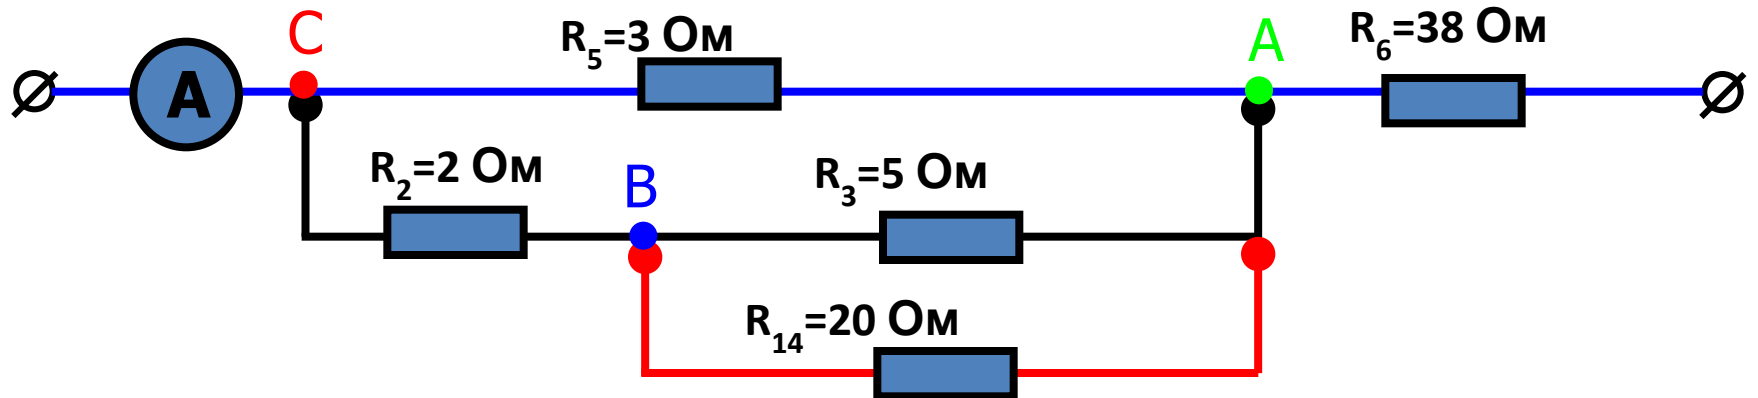 C
R5=3 Ом
A
R6=38 Ом
A
R2=2 Ом
B
R3=5 Ом
R14=20 Ом